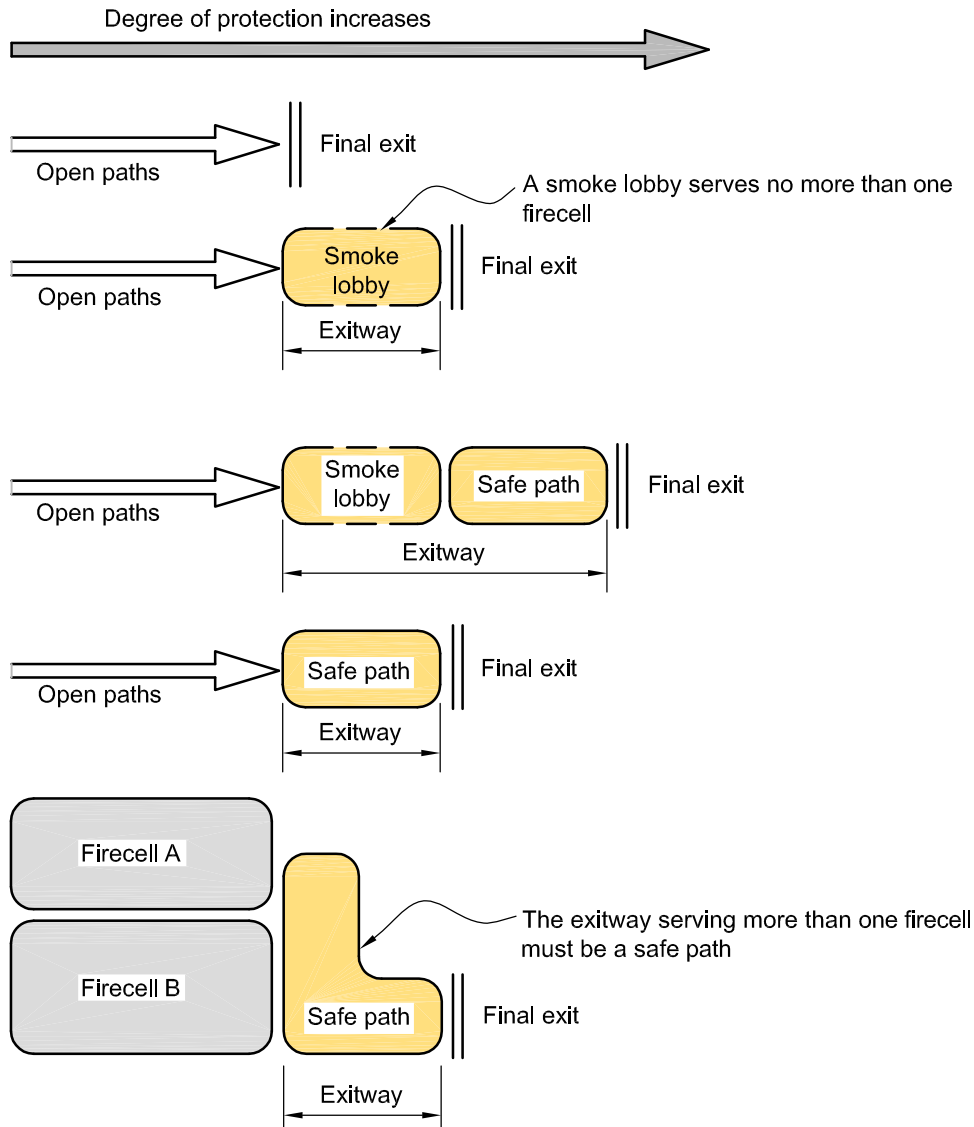 Degree of protection increases
Final exit
Open paths
A smoke lobby serves no more than one
firecell
Smoke
lobby
Final exit
Open paths
Exitway
Smoke
lobby
Safe path
Final exit
Open paths
Exitway
Safe path
Final exit
Open paths
Exitway
Firecell A
The exitway serving more than one firecell
must be a safe path
Firecell B
Safe path
Final exit
Exitway